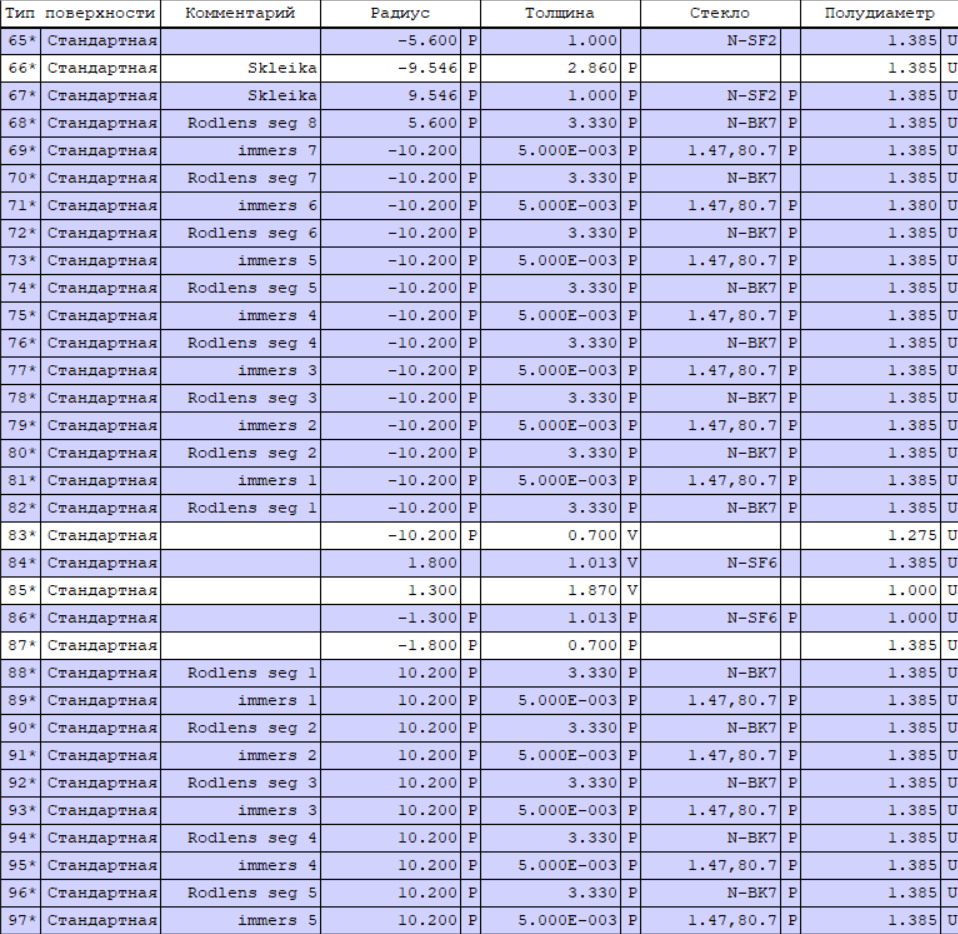 Тип поверхности Комментарий Радиус Толщина Стекло Полудиаметр
65* Стандартная -5.600 P 1.000 N-SF2 1.385 U
66* Стандартная Skleika -9.546 P 2.860 P 1.385 U
67* Стандартная Skleika 9.546 P 1.000 P N-SF2 P 1.385 U
68* Стандартная Rodlens seg 8 5.600 P 3.330 P N-BK7 P 1.385 U
69* Стандартная immers 7 -10.200 5.000E-003 P 1.47,80.7 P 1.385 U
70* Стандартная Rodlens seg 7 -10.200 P 3.330 P N-BK7 1.385 U
71* Стандартная immers 6 -10.200 P 5.000E-003 P 1.47,80.7 P 1.380 U
72* Стандартная Rodlens seg 6 -10.200 P 3.330 P N-BK7 P 1.385 U
73* Стандартная immers 5 -10.200 P 5.000E-003 P 1.47,80.7 P 1.385 U
74* Стандартная Rodlens seg 5 -10.200 P 3.330 P N-BK7 P 1.385 U
75* Стандартная immers 4 -10.200 P 5.000E-003 P 1.47,80.7 P 1.385 U
76* Стандартная Rodlens seg 4 -10.200 P 3.330 P N-BK7 P 1.385 U
77* Стандартная immers 3 -10.200 P 5.000E-003 P 1.47,80.7 P 1.385 U
78* Стандартная Rodlens seg 3 -10.200 P 3.330 P N-BK7 P 1.385 U
79* Стандартная immers 2 -10.200 P 5.000E-003 P 1.47,80.7 P 1.385 U
80* Стандартная Rodlens seg 2 -10.200 P 3.330 P N-BK7 P 1.385 U
81* Стандартная immers 1 -10.200 P 5.000E-003 P 1.47,80.7 P 1.385 U
82* Стандартная Rodlens seg 1 -10.200 P 3.330 P N-BK7 P 1.385 U
83* Стандартная -10.200 P 0.700 V 1.275 U
84* Стандартная 1.800 1.013 V N-SF6 1.385 U
85* Стандартная 1.300 1.870 V 1.000 U
86* Стандартная -1.300 P 1.013 P N-SF6 P 1.000 U
87* Стандартная -1.800 P 0.700 P 1.385 U
88* Стандартная Rodlens seg 1 10.200 P 3.330 P N-BK7 1.385 U
89* Стандартная immers 1 10.200 P 5.000E-003 P 1.47,80.7 P 1.385 U
90* Стандартная Rodlens seg 2 10.200 P 3.330 P N-BK7 P 1.385 U
91* Стандартная immers 2 10.200 P 5.000E-003 P 1.47,80.7 P 1.385 U
92* Стандартная Rodlens seg 3 10.200 P 3.330 P N-BK7 P 1.385 U
93* Стандартная immers 3 10.200 P 5.000E-003 P 1.47,80.7 P 1.385 U
94* Стандартная Rodlens seg 4 10.200 P 3.330 P N-BK7 P 1.385 U
95* Стандартная immers 4 10.200 P 5.000E-003 P 1.47,80.7 P 1.385 U
96* Стандартная Rodlens seg 5 10.200 P 3.330 P N-BK7 P 1.385 U
97* Стандартная immers 5 10.200 P 5.000E-003 P 1.47,80.7 P 1.385 U